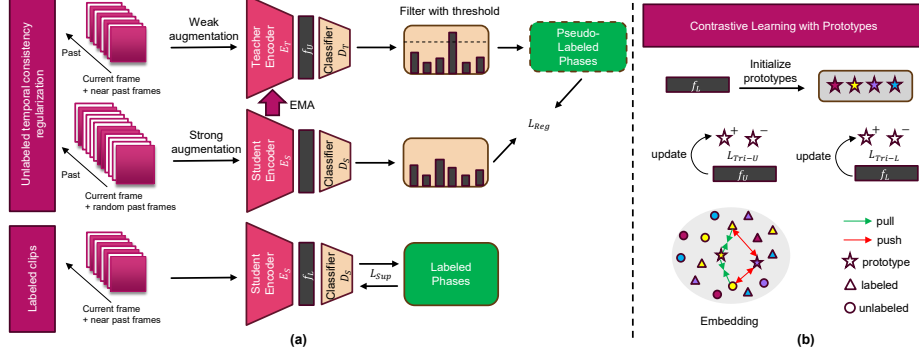 Unlabeled temporal consistency
regularization
Past
Current frame
+ near past frames
Weak
augmentation
Teacher
Encoder
E_T
f_U
Classifier
D_T
Filter with threshold
Pseudo-
Labeled
Phases
EMA
L_Reg
Past
Current frame
+ random past frames
Strong
augmentation
Student
Encoder
E_S
Classifier
D_S
Labeled clips
Current frame
+ near past frames
Student
Encoder
E_S
f_L
Classifier
D_S
L_Sup
Labeled
Phases
(a)
Contrastive Learning with Prototypes
f_L
Initialize
prototypes
+ −
update
L_Tri−U
f_U
+ −
update
L_Tri−L
f_L
pull
push
prototype
labeled
unlabeled
Embedding
(b)